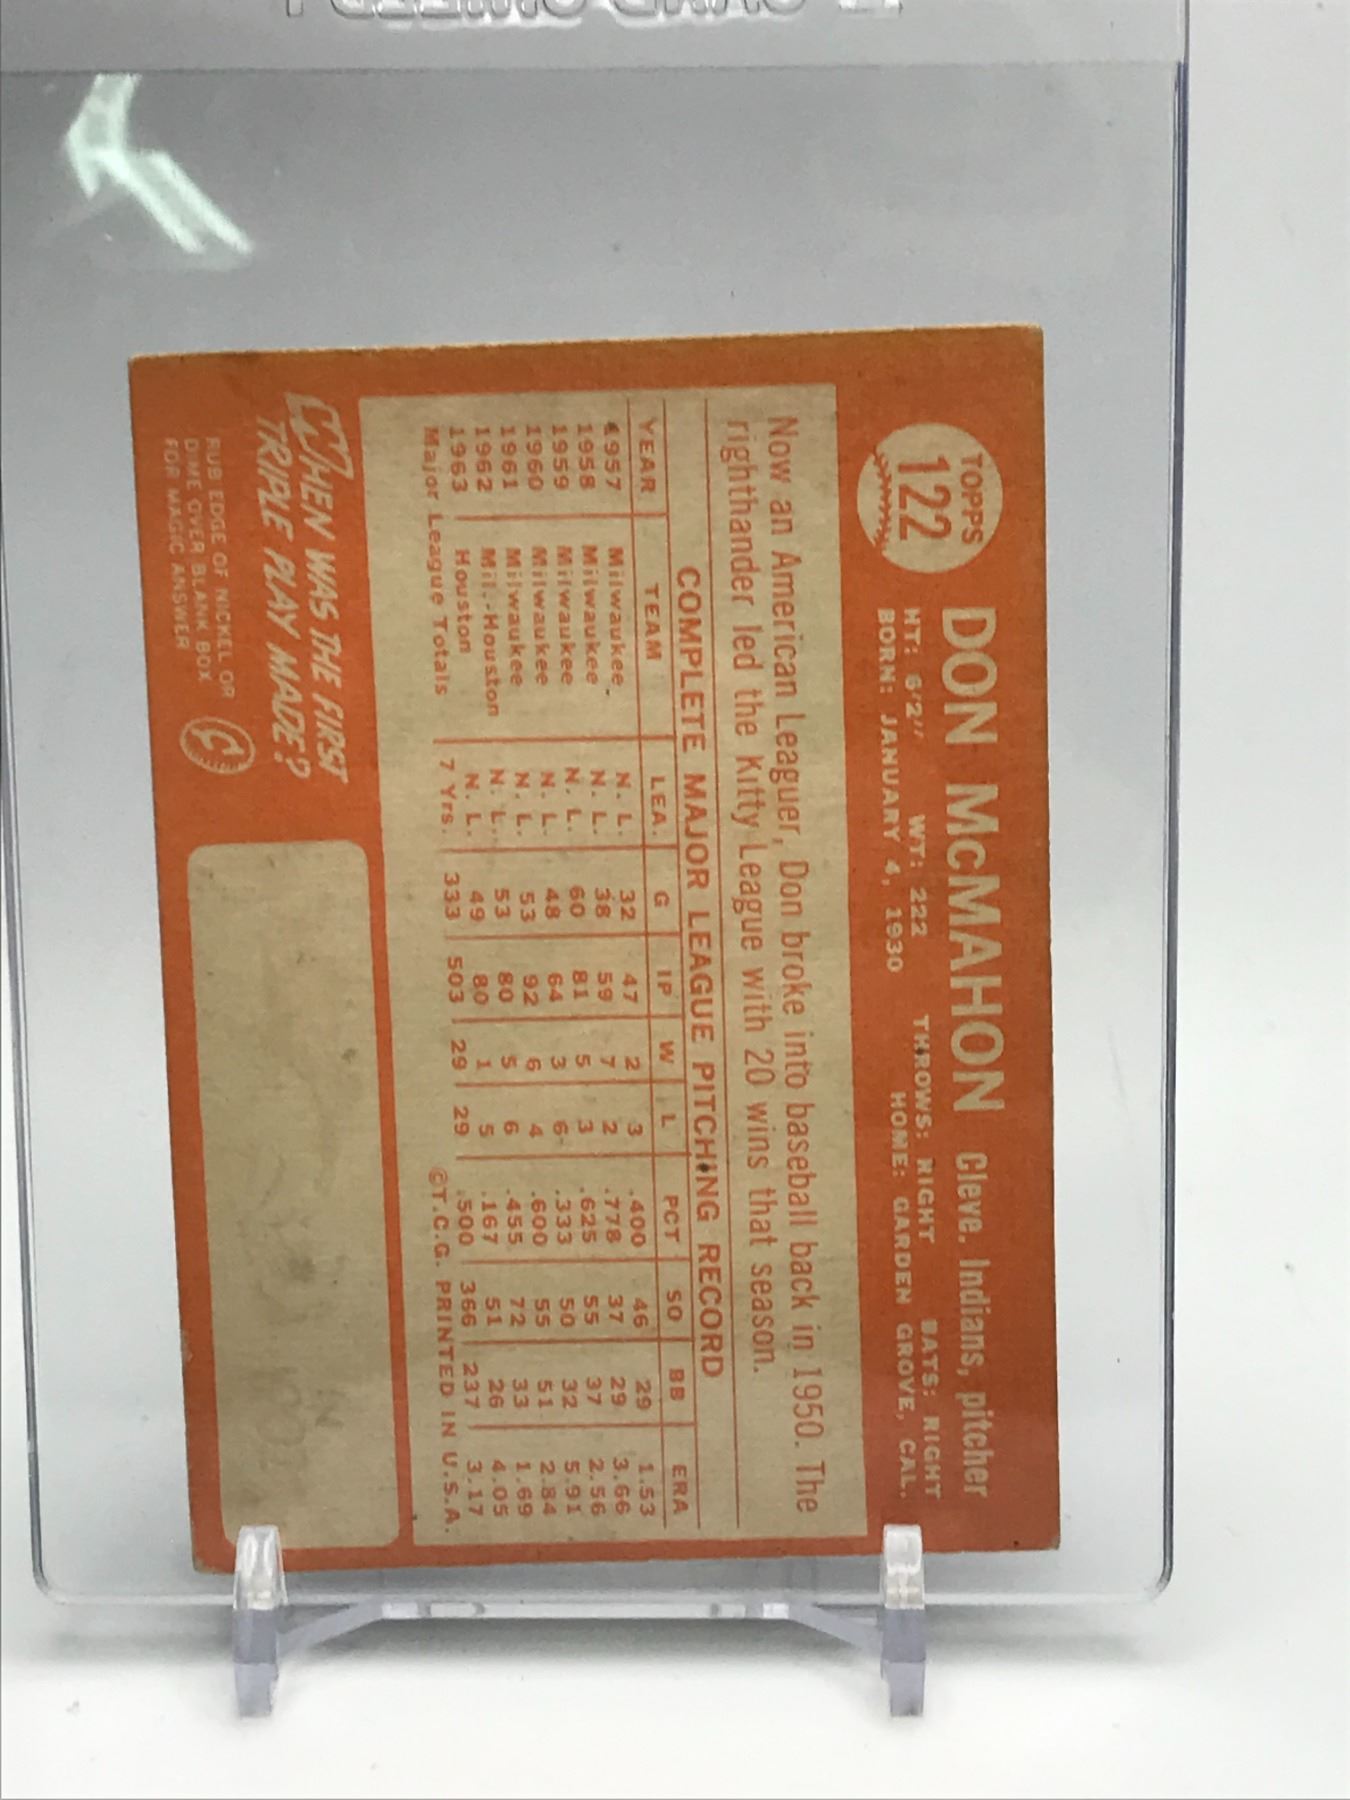 TOPPS
122
DON McMAHON Cleve. Indians, pitcher
HT: 6'2" WT: 222 THROWS: RIGHT BATS: RIGHT
BORN: JANUARY 4, 1930 HOME: GARDEN GROVE, CAL.
Now an American Leaguer, Don broke into baseball back in 1950. The
righthander led the Kitty League with 20 wins that season.
COMPLETE MAJOR LEAGUE PITCHING RECORD
YEAR TEAM LEA. G IP W L PCT SO BB ERA
1957 Milwaukee N. L. 32 47 2 3 .400 46 29 1.53
1958 Milwaukee N. L. 38 59 7 2 .778 37 29 3.66
1959 Milwaukee N. L. 60 81 5 3 .625 55 37 2.56
1960 Milwaukee N. L. 48 64 3 6 .333 50 32 5.91
1961 Milwaukee N. L. 53 92 6 4 .600 55 51 2.84
1962 Mil.-Houston N. L. 53 80 5 6 .455 72 33 1.69
1963 Houston N. L. 49 80 1 5 .167 51 26 4.05
Major League Totals 7 Yrs. 333 503 29 29 .500 366 237 3.17
©T.C.G. PRINTED IN U.S.A.
WHEN WAS THE FIRST
TRIPLE PLAY MADE?
RUB EDGE OF NICKEL OR
DIME OVER BLANK BOX
FOR MAGIC ANSWER